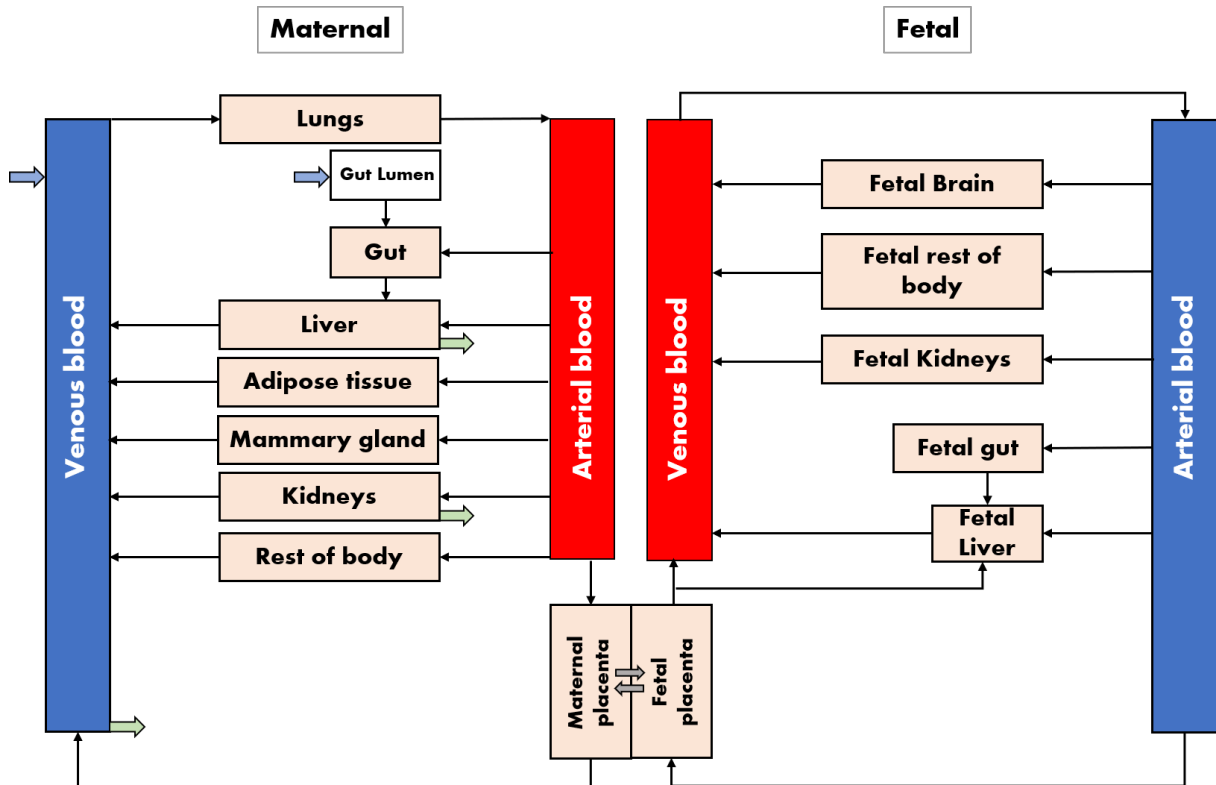 Maternal
Fetal
Lungs
Gut Lumen
Gut
Liver
Adipose tissue
Mammary gland
Kidneys
Rest of body
Venous blood
Arterial blood
Maternal
placenta
Fetal
placenta
Venous blood
Fetal Brain
Fetal rest of
body
Fetal Kidneys
Fetal gut
Fetal
Liver
Arterial blood